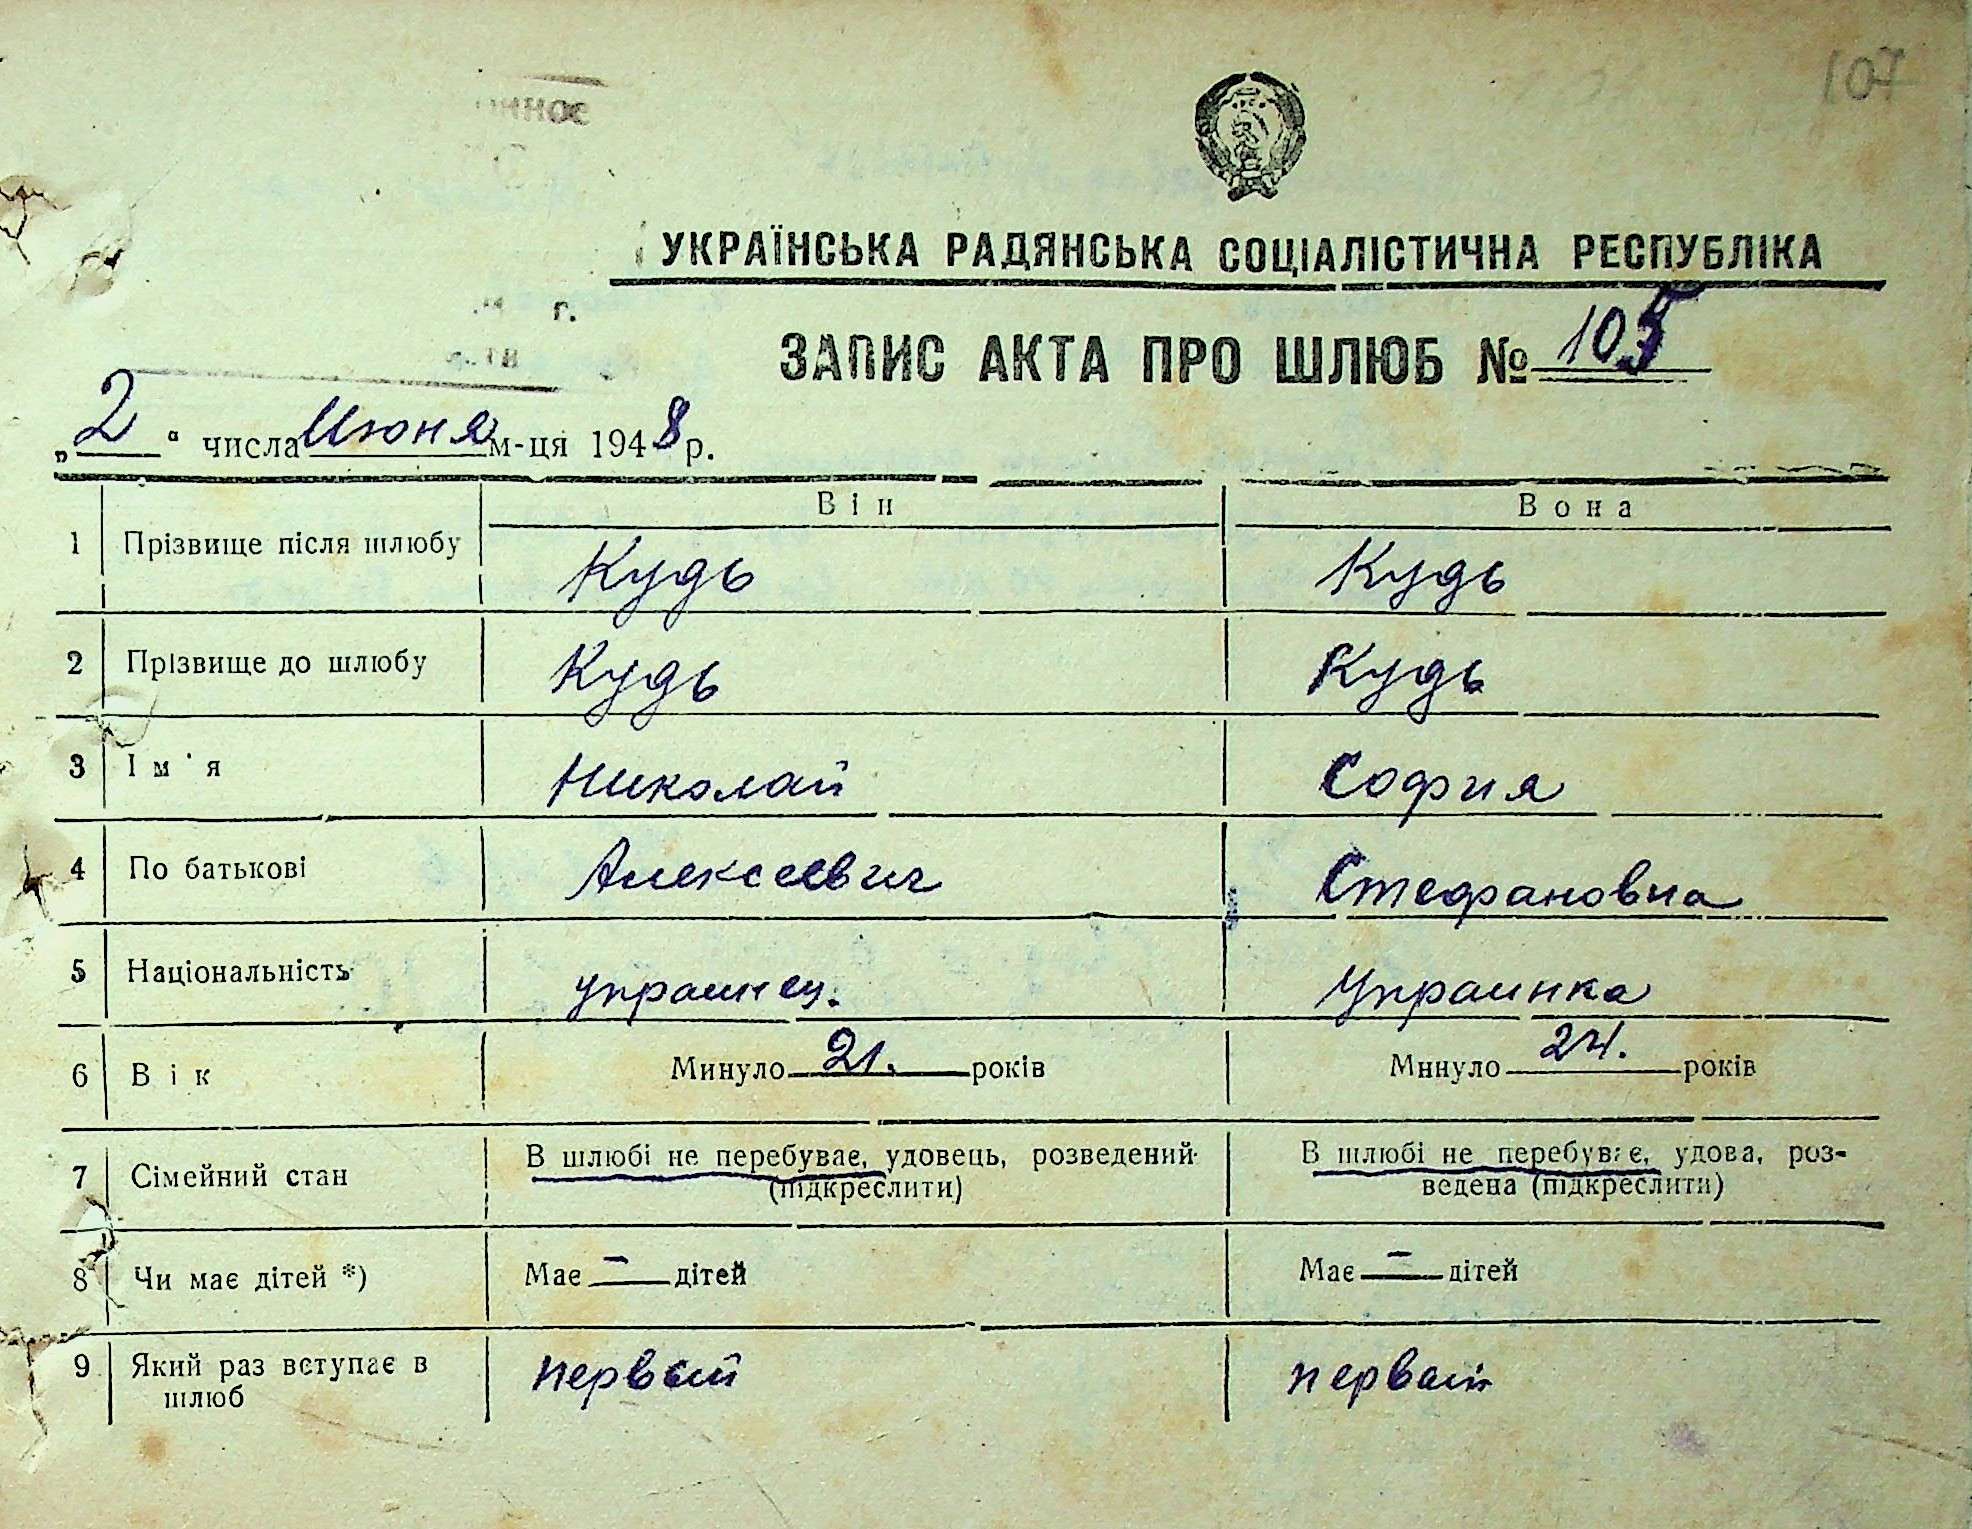 107
УКРАЇНСЬКА РАДЯНСЬКА СОЦІАЛІСТИЧНА РЕСПУБЛІКА
г.
ЗАПИС АКТА ПРО ШЛЮБ № 105
„2“ числа Июня м-ця 1948 р.
Він Вона
1 Прізвище після шлюбу Кудь Кудь
2 Прізвище до шлюбу Кудь Кудь
3 Ім'я Николай София
4 По батькові Алексеевич Стефановна
5 Національність украинец. Украинка
6 Вік Минуло 21. років Минуло 24. років
7 Сімейний стан В шлюбі не перебуває, удовець, розведений (підкреслити) В шлюбі не перебуває, удова, роз-
ведена (підкреслити)
8 Чи має дітей *) Має — дітей Має — дітей
9 Який раз вступає в первый первый
шлюб